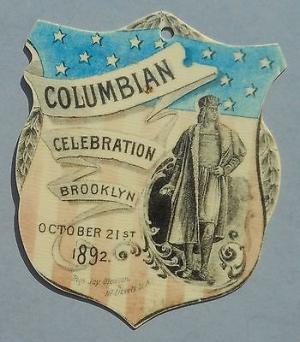 COLUMBIAN
CELEBRATION
BROOKLYN
OCTOBER 21ST
1892.